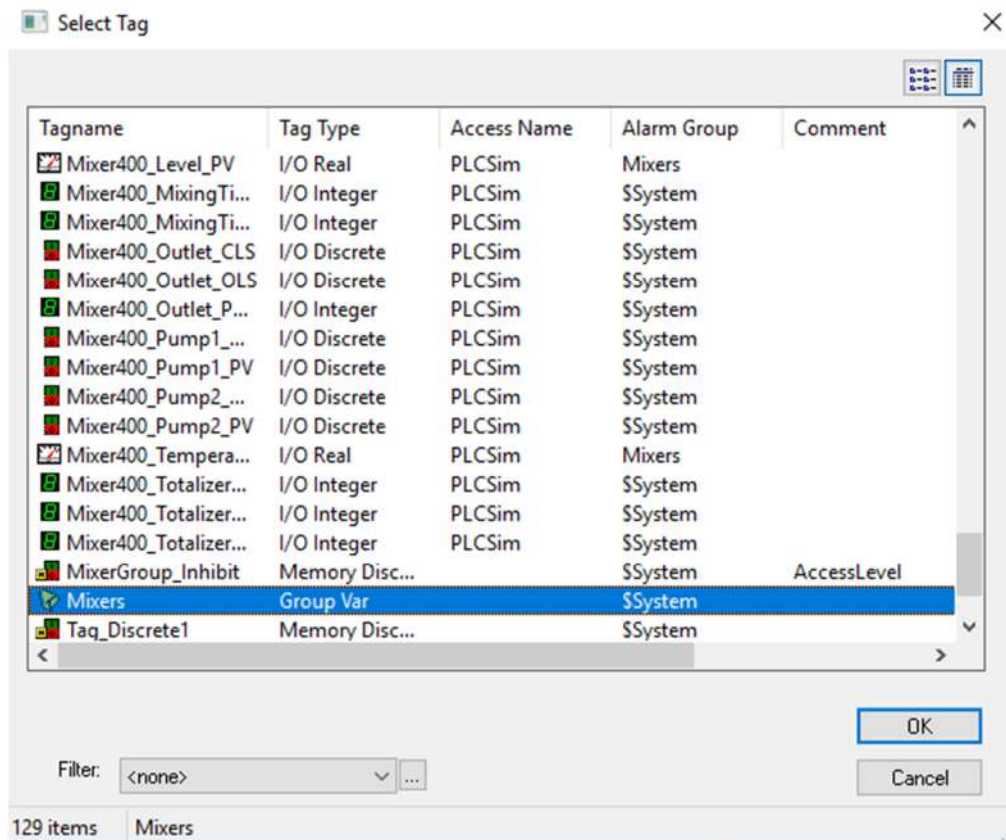 Select Tag
Tagname Tag Type Access Name Alarm Group Comment
Mixer400_Level_PV I/O Real PLCSim Mixers
Mixer400_MixingTi... I/O Integer PLCSim $System
Mixer400_MixingTi... I/O Integer PLCSim $System
Mixer400_Outlet_CLS I/O Discrete PLCSim $System
Mixer400_Outlet_OLS I/O Discrete PLCSim $System
Mixer400_Outlet_P... I/O Integer PLCSim $System
Mixer400_Pump1_... I/O Discrete PLCSim $System
Mixer400_Pump1_PV I/O Discrete PLCSim $System
Mixer400_Pump2_... I/O Discrete PLCSim $System
Mixer400_Pump2_PV I/O Discrete PLCSim $System
Mixer400_Tempera... I/O Real PLCSim Mixers
Mixer400_Totalizer... I/O Integer PLCSim $System
Mixer400_Totalizer... I/O Integer PLCSim $System
Mixer400_Totalizer... I/O Integer PLCSim $System
MixerGroup_Inhibit Memory Disc... $System AccessLevel
Mixers Group Var $System
Tag_Discrete1 Memory Disc... $System
OK
Filter: <none> ...
Cancel
129 items Mixers